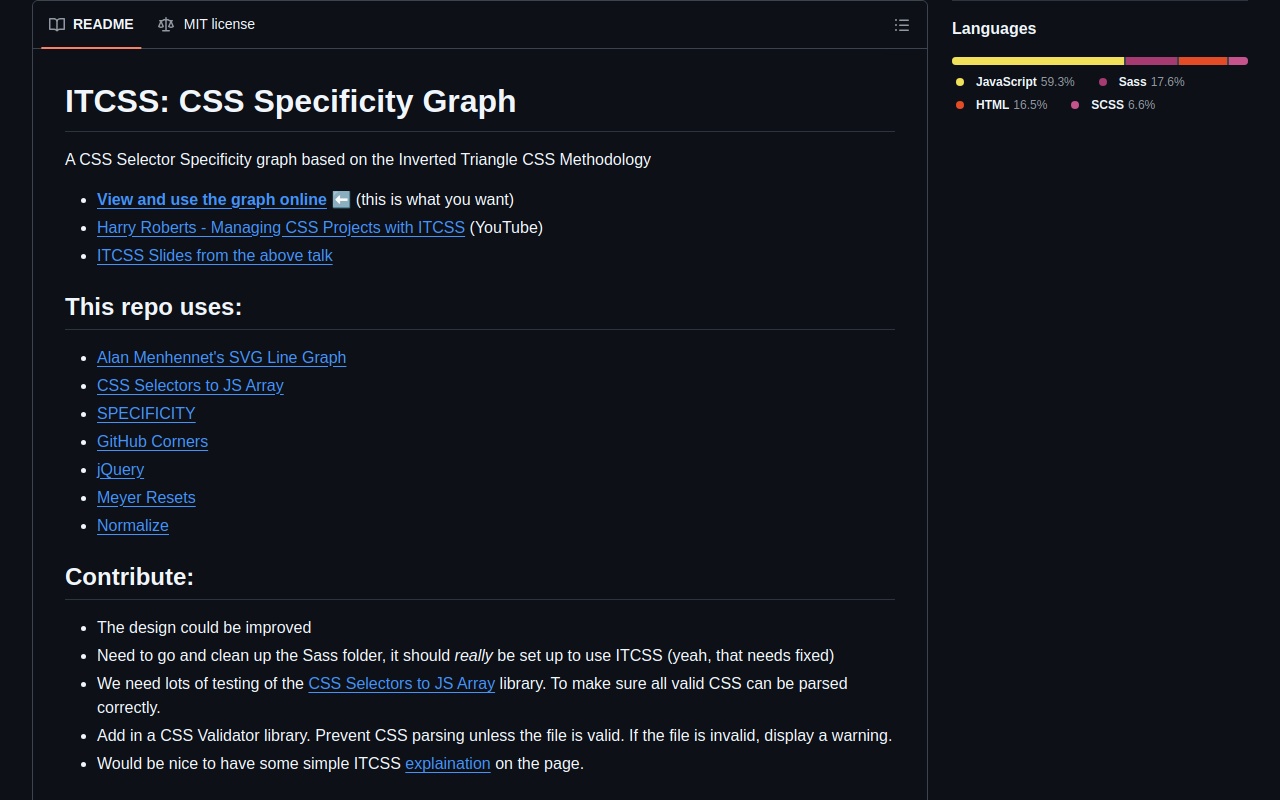 README
MIT license
ITCSS: CSS Specificity Graph
A CSS Selector Specificity graph based on the Inverted Triangle CSS Methodology
View and use the graph online ⬅️ (this is what you want)
Harry Roberts - Managing CSS Projects with ITCSS (YouTube)
ITCSS Slides from the above talk
This repo uses:
Alan Menhennet's SVG Line Graph
CSS Selectors to JS Array
SPECIFICITY
GitHub Corners
jQuery
Meyer Resets
Normalize
Contribute:
The design could be improved
Need to go and clean up the Sass folder, it should really be set up to use ITCSS (yeah, that needs fixed)
We need lots of testing of the CSS Selectors to JS Array library. To make sure all valid CSS can be parsed
correctly.
Add in a CSS Validator library. Prevent CSS parsing unless the file is valid. If the file is invalid, display a warning.
Would be nice to have some simple ITCSS explaination on the page.
Languages
JavaScript 59.3% Sass 17.6%
HTML 16.5% SCSS 6.6%